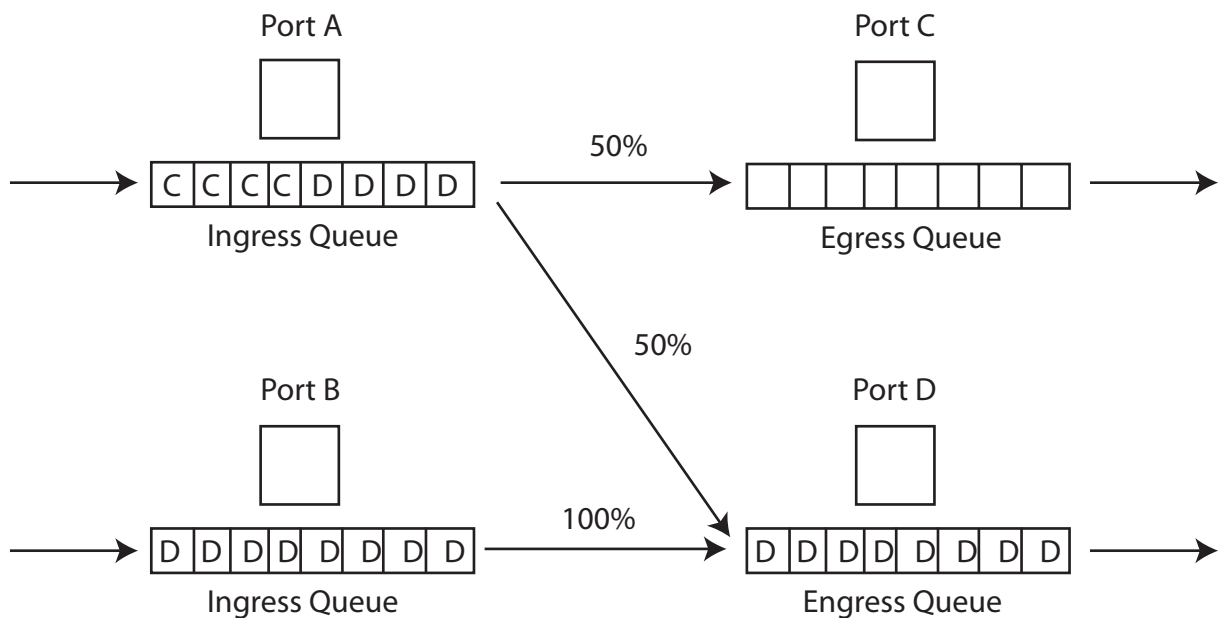 Port A
Port C
50%
C C C C D D D D
Ingress Queue
Egress Queue
50%
Port B
Port D
100%
D D D D D D D D
D D D D D D D D
Ingress Queue
Engress Queue